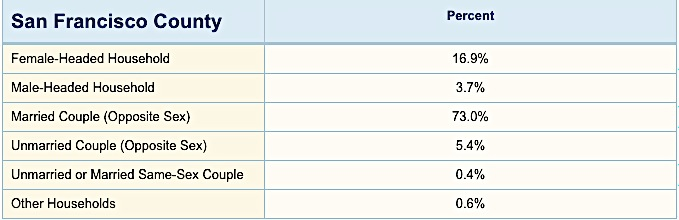 San Francisco County Percent
Female-Headed Household 16.9%
Male-Headed Household 3.7%
Married Couple (Opposite Sex) 73.0%
Unmarried Couple (Opposite Sex) 5.4%
Unmarried or Married Same-Sex Couple 0.4%
Other Households 0.6%